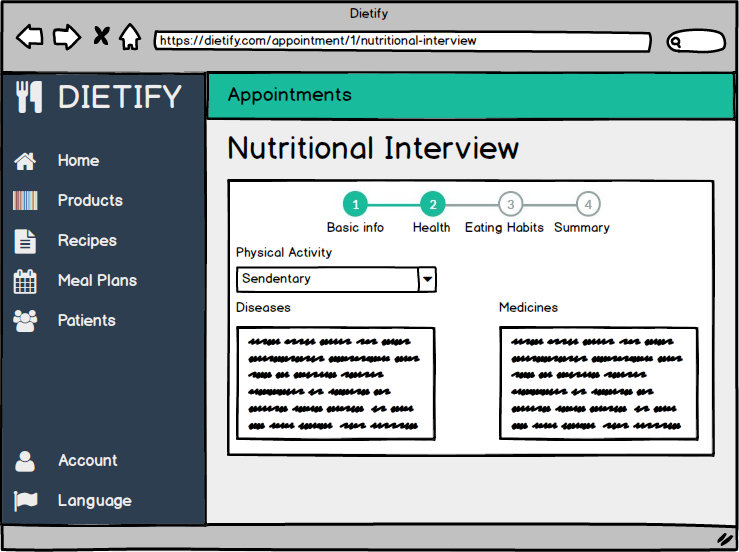 Dietify
https://dietify.com/appointment/1/nutritional-interview
DIETIFY
Home
Products
Recipes
Meal Plans
Patients
Account
Language
Appointments
Nutritional Interview
1 2 3 4
Basic info Health Eating Habits Summary
Physical Activity
Sendentary
Diseases Medicines